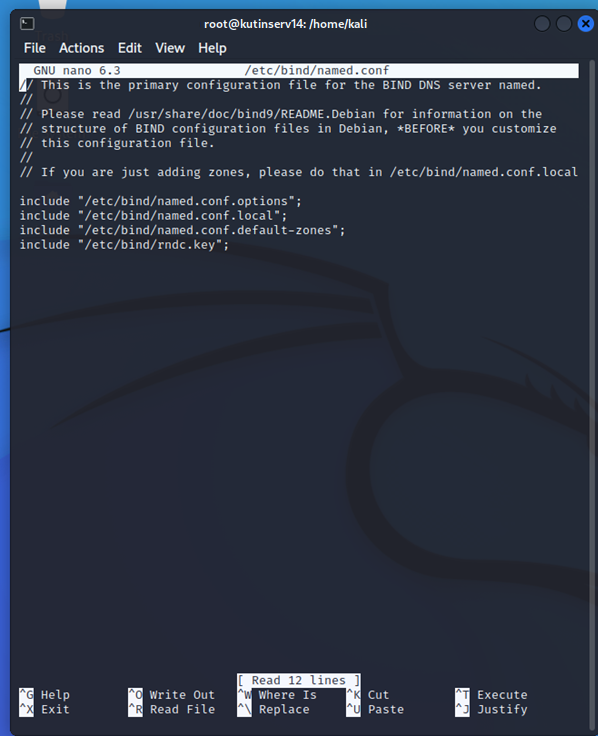 root@kutinserv14: /home/kali
File Actions Edit View Help
GNU nano 6.3 /etc/bind/named.conf
// This is the primary configuration file for the BIND DNS server named.
//
// Please read /usr/share/doc/bind9/README.Debian for information on the
// structure of BIND configuration files in Debian, *BEFORE* you customize
// this configuration file.
//
// If you are just adding zones, please do that in /etc/bind/named.conf.local
include "/etc/bind/named.conf.options";
include "/etc/bind/named.conf.local";
include "/etc/bind/named.conf.default-zones";
include "/etc/bind/rndc.key";
[ Read 12 lines ]
^G Help ^O Write Out ^W Where Is ^K Cut ^T Execute
^X Exit ^R Read File ^\ Replace ^U Paste ^J Justify